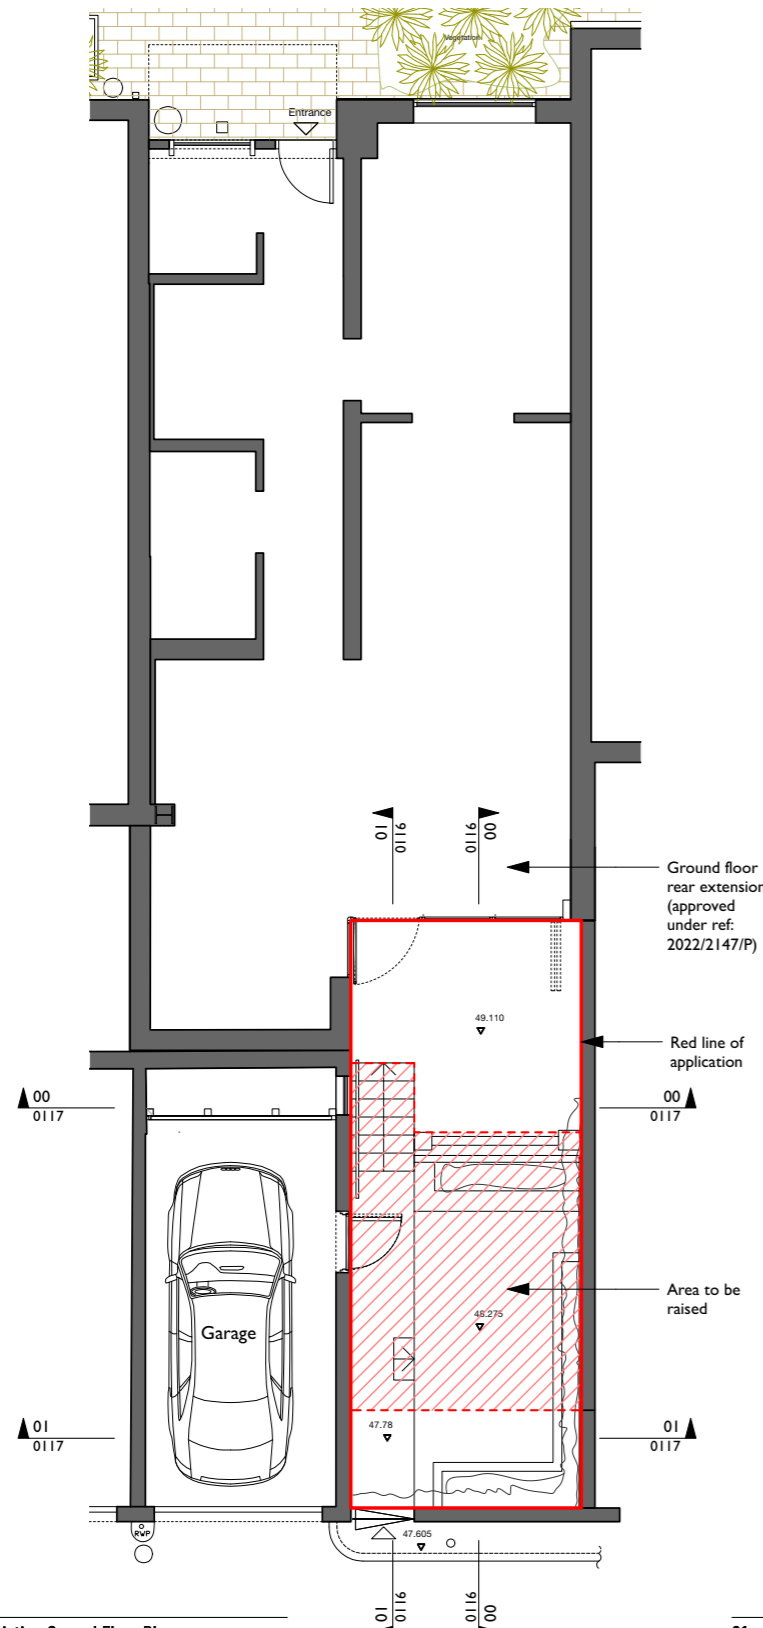 Vegetation
Entrance
01
0116
0116
00
Ground floor
rear extension
(approved
under ref:
2022/2147/P)
49.110
Red line of
application
00
0117
00
0117
Area to be
raised
48.275
Garage
47.78
01
0117
01
0117
RWP
47.605
01
0116
0116
00